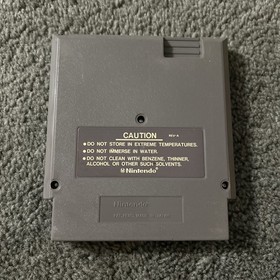 CAUTION
REV-A
•DO NOT STORE IN EXTREME TEMPERATURES.
•DO NOT IMMERSE IN WATER.
•DO NOT CLEAN WITH BENZENE, THINNER,
ALCOHOL OR OTHER SUCH SOLVENTS.
Nintendo
Nintendo